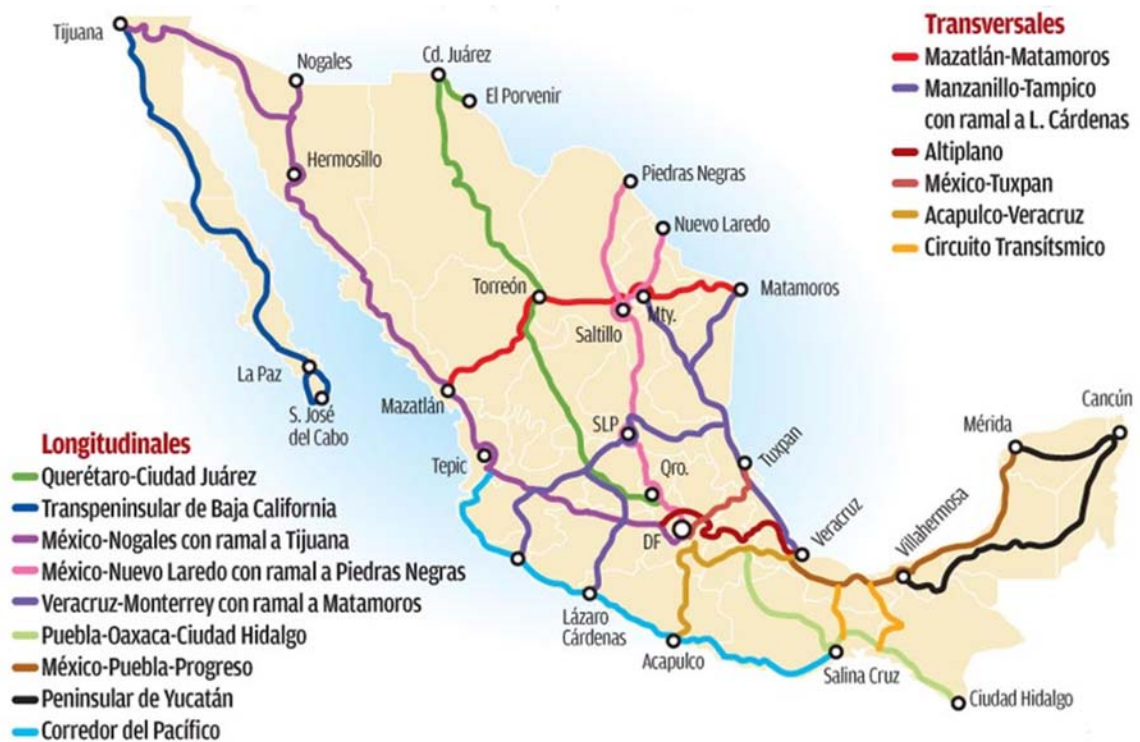 Tijuana
Nogales
Cd. Juárez
El Porvenir
Hermosillo
Piedras Negras
Nuevo Laredo
Torreón
Saltillo
Mty.
Matamoros
La Paz
S. José
del Cabo
Mazatlán
Tepic
SLP
Qro.
Tuxpan
DF
Veracruz
Lázaro
Cárdenas
Acapulco
Salina Cruz
Villahermosa
Mérida
Cancún
Ciudad Hidalgo
Transversales
Mazatlán-Matamoros
Manzanillo-Tampico
con ramal a L. Cárdenas
Altiplano
México-Tuxpan
Acapulco-Veracruz
Circuito Transítsmico
Longitudinales
Querétaro-Ciudad Juárez
Transpeninsular de Baja California
México-Nogales con ramal a Tijuana
México-Nuevo Laredo con ramal a Piedras Negras
Veracruz-Monterrey con ramal a Matamoros
Puebla-Oaxaca-Ciudad Hidalgo
México-Puebla-Progreso
Peninsular de Yucatán
Corredor del Pacífico